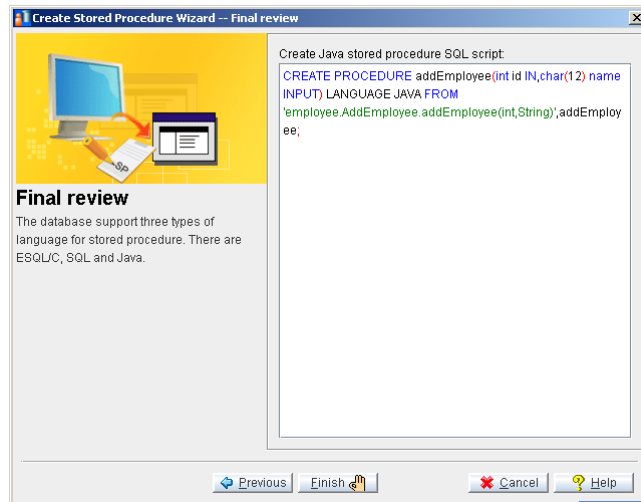 Create Stored Procedure Wizard -- Final review
Create Java stored procedure SQL script:
CREATE PROCEDURE addEmployee(int id IN,char(12) name
INPUT) LANGUAGE JAVA FROM
'employee.AddEmployee.addEmployee(int,String)',addEmploy
ee;
SP
Final review
The database support three types of
language for stored procedure. There are
ESQL/C, SQL and Java.
Previous Finish Cancel Help